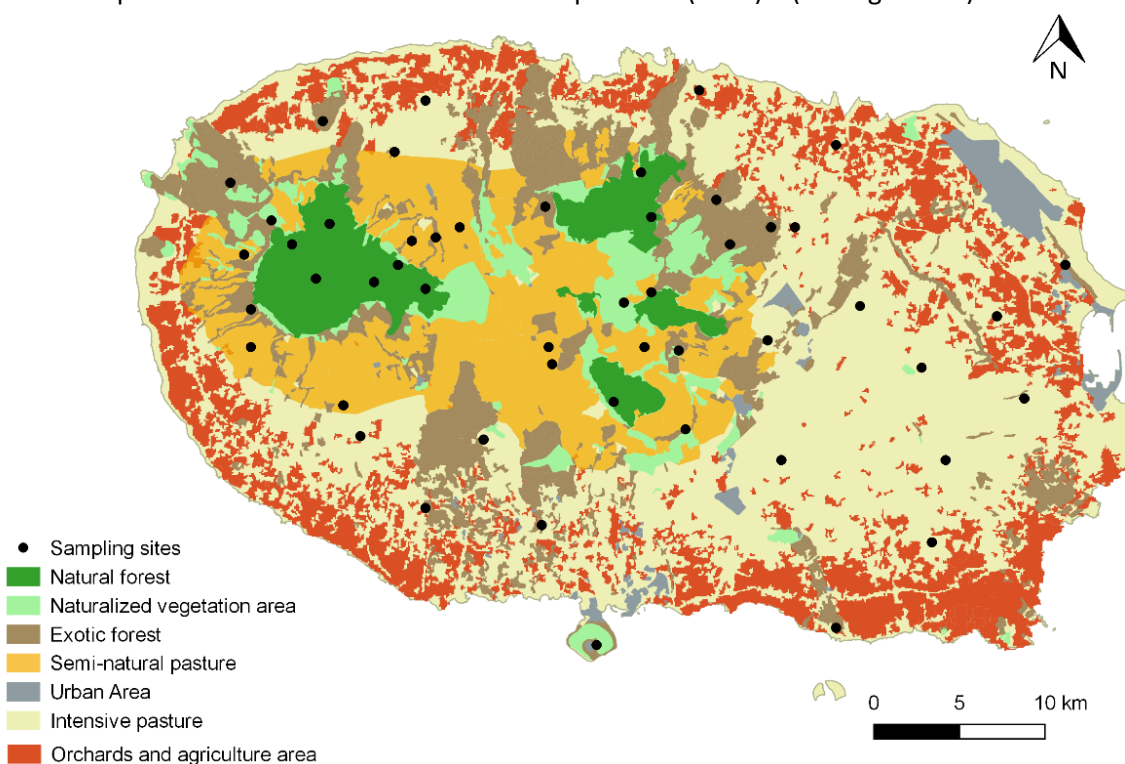 N
Sampling sites
Natural forest
Naturalized vegetation area
Exotic forest
Semi-natural pasture
Urban Area
Intensive pasture
Orchards and agriculture area
0 5 10 km